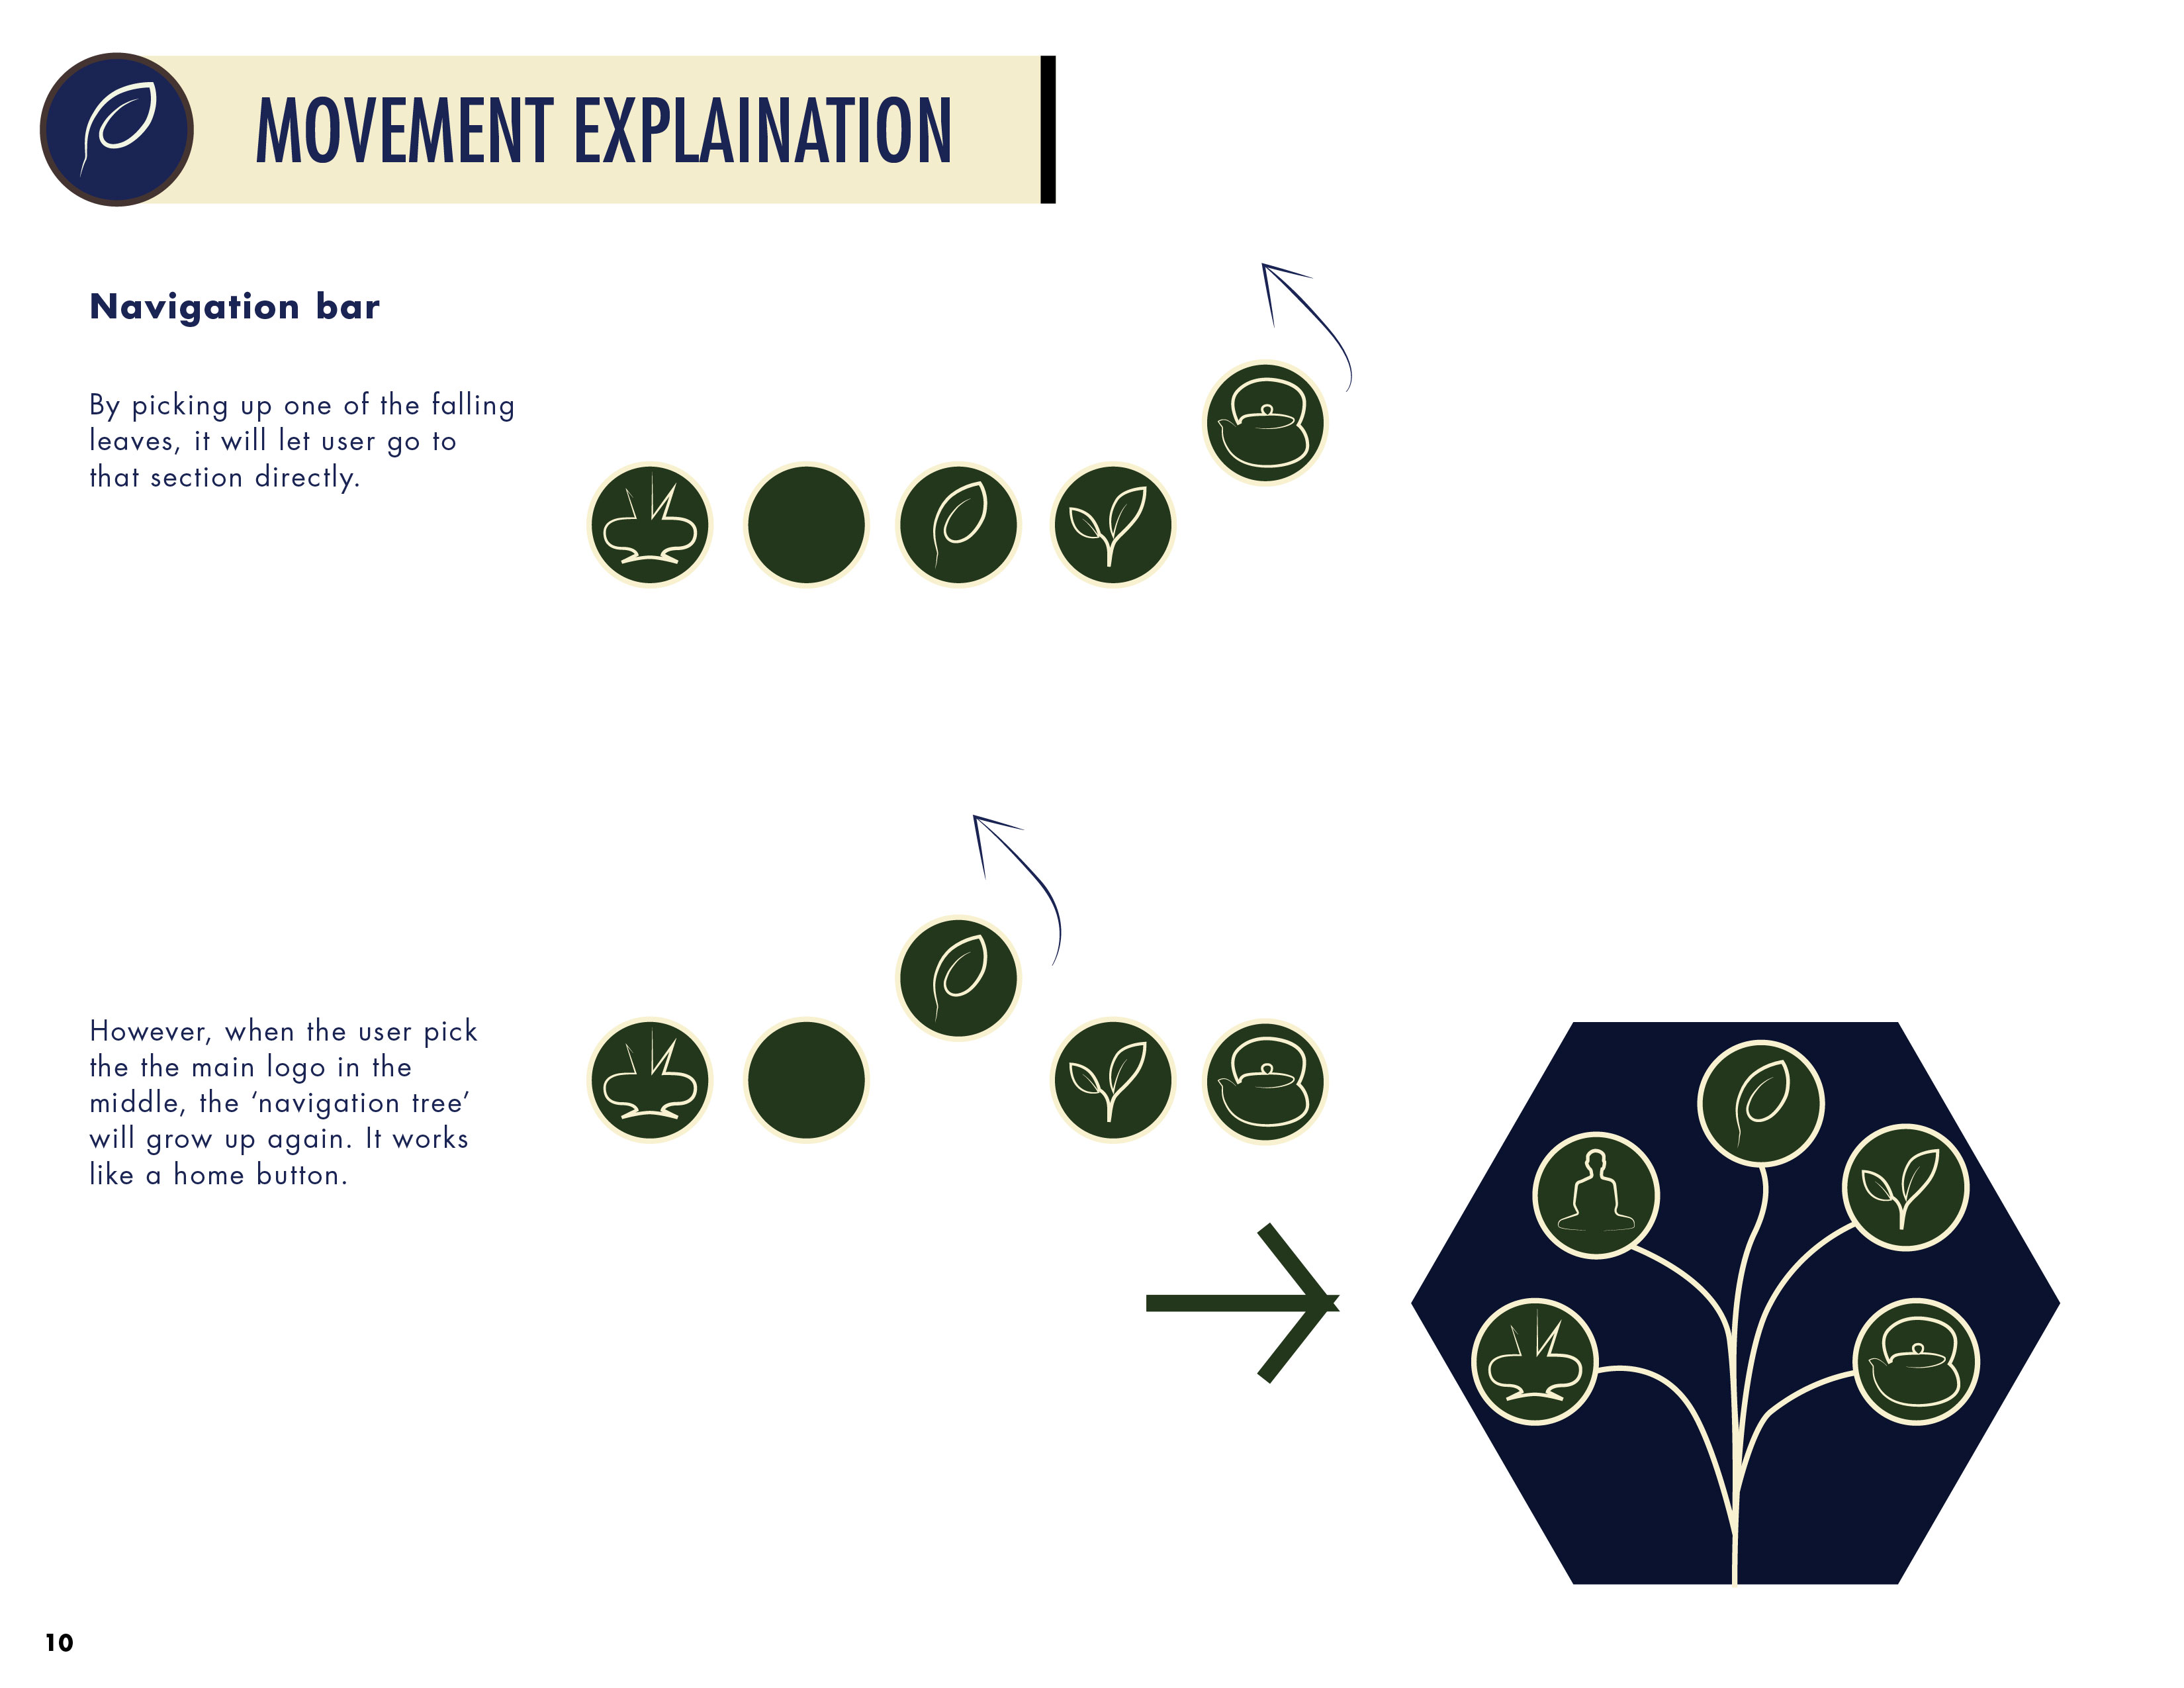 MOVEMENT EXPLAINATION
Navigation bar
By picking up one of the falling
leaves, it will let user go to
that section directly.
However, when the user pick
the the main logo in the
middle, the ‘navigation tree’
will grow up again. It works
like a home button.
10